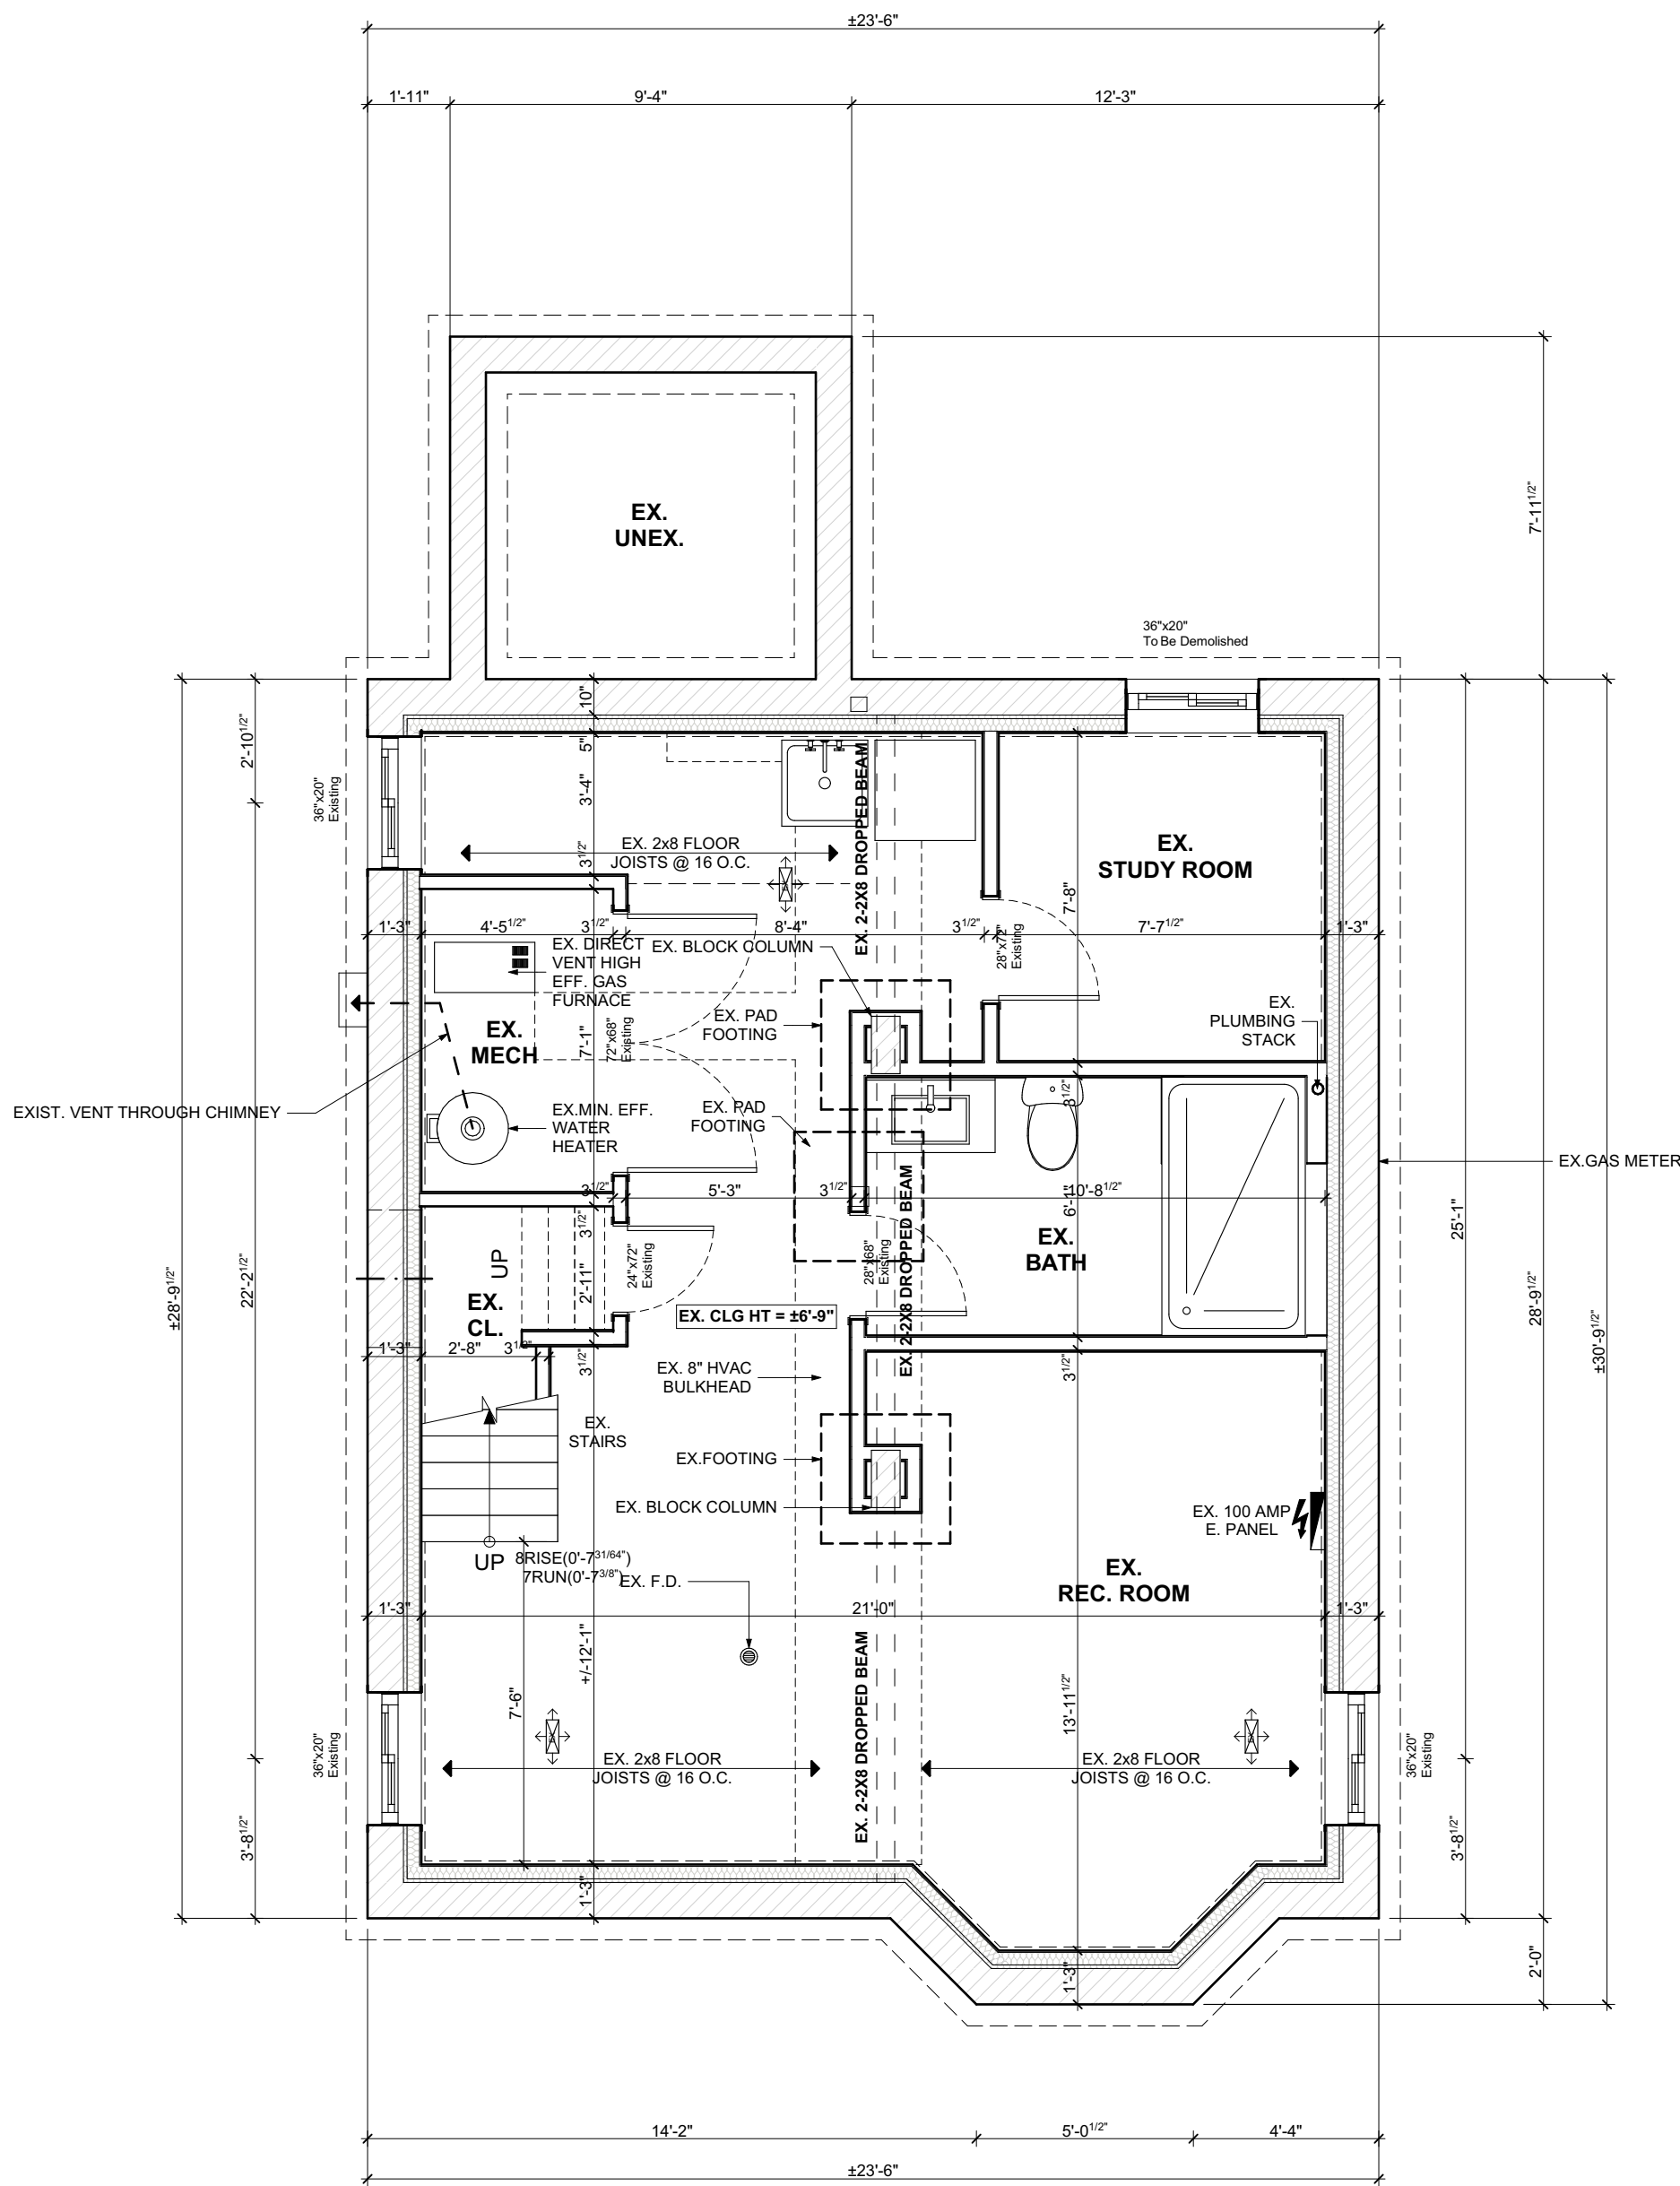 ±23'-6"
1'-11"
9'-4"
12'-3"
7'-11 1/2"
EX.
UNEX.
36"x20"
To Be Demolished
10"
5"
2'-10 1/2"
36"x20"
Existing
3'-4"
EX. 2-2X8 DROPPED BEAM
EX. 2x8 FLOOR
JOISTS @ 16 O.C.
3 1/2"
EX.
STUDY ROOM
7'-8"
1'-3"
4'-5 1/2"
3 1/2"
8'-4"
3 1/2"
7'-7 1/2"
1'-3"
28"x72"
Existing
EX. DIRECT
VENT HIGH
EFF. GAS
FURNACE
EX. BLOCK COLUMN
EX.
MECH
7'-1"
72"x68"
Existing
EX. PAD
FOOTING
EX.
PLUMBING
STACK
EXIST. VENT THROUGH CHIMNEY
EX.MIN. EFF.
WATER
HEATER
EX. PAD
FOOTING
3 1/2"
EX.GAS METER
3 1/2"
5'-3"
3 1/2"
10'-8 1/2"
6'-1"
EX. 2-2X8 DROPPED BEAM
25'-1"
3 1/2"
UP
24"x72"
Existing
28"x68"
Existing
EX.
BATH
2'-11"
EX.
CL.
EX. CLG HT = ±6'-9"
±28'-9 1/2"
22'-2 1/2"
28'-9 1/2"
±30'-9 1/2"
1'-3"
2'-8"
3 1/2"
3 1/2"
3 1/2"
EX. 8" HVAC
BULKHEAD
EX.
STAIRS
EX.FOOTING
EX. BLOCK COLUMN
EX. 100 AMP
E. PANEL
UP
8RISE(0'-7 31/64")
7RUN(0'-7 3/8")
EX. F.D.
EX.
REC. ROOM
1'-3"
21'-0"
1'-3"
+/-12'-1"
7'-6"
EX. 2-2X8 DROPPED BEAM
13'-11 1/2"
36"x20"
Existing
EX. 2x8 FLOOR
JOISTS @ 16 O.C.
EX. 2x8 FLOOR
JOISTS @ 16 O.C.
36"x20"
Existing
3'-8 1/2"
3'-8 1/2"
1'-3"
1'-3"
2'-0"
14'-2"
5'-0 1/2"
4'-4"
±23'-6"